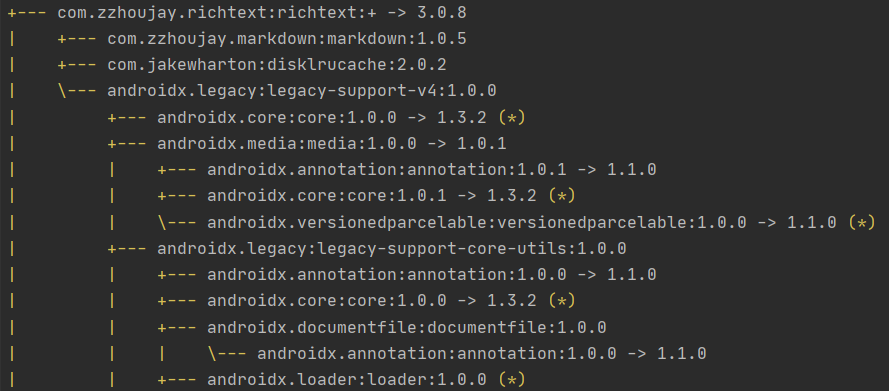 +--- com.zzhoujay.richtext:richtext:+ -> 3.0.8
|    +--- com.zzhoujay.markdown:markdown:1.0.5
|    +--- com.jakewharton:disklrucache:2.0.2
|    \--- androidx.legacy:legacy-support-v4:1.0.0
|         +--- androidx.core:core:1.0.0 -> 1.3.2 (*)
|         +--- androidx.media:media:1.0.0 -> 1.0.1
|         |    +--- androidx.annotation:annotation:1.0.1 -> 1.1.0
|         |    +--- androidx.core:core:1.0.1 -> 1.3.2 (*)
|         |    \--- androidx.versionedparcelable:versionedparcelable:1.0.0 -> 1.1.0 (*)
|         +--- androidx.legacy:legacy-support-core-utils:1.0.0
|         |    +--- androidx.annotation:annotation:1.0.0 -> 1.1.0
|         |    +--- androidx.core:core:1.0.0 -> 1.3.2 (*)
|         |    +--- androidx.documentfile:documentfile:1.0.0
|         |    |    \--- androidx.annotation:annotation:1.0.0 -> 1.1.0
|         |    +--- androidx.loader:loader:1.0.0 (*)